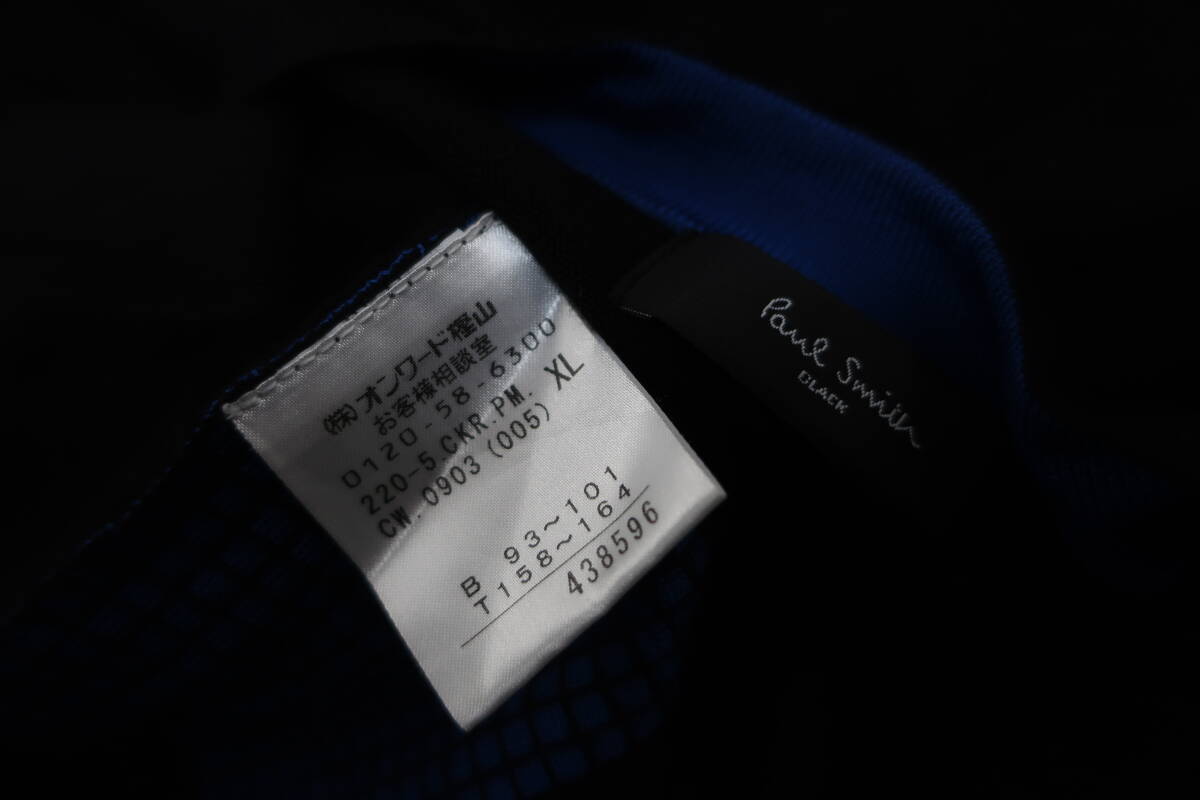 (株)オンワード樫山
お客様相談室
0120-58-6300
220-5.CKR.PM. XL
CW. 0903 (005)
B 93~101
T158~164
438596
Paul Smith
BLACK